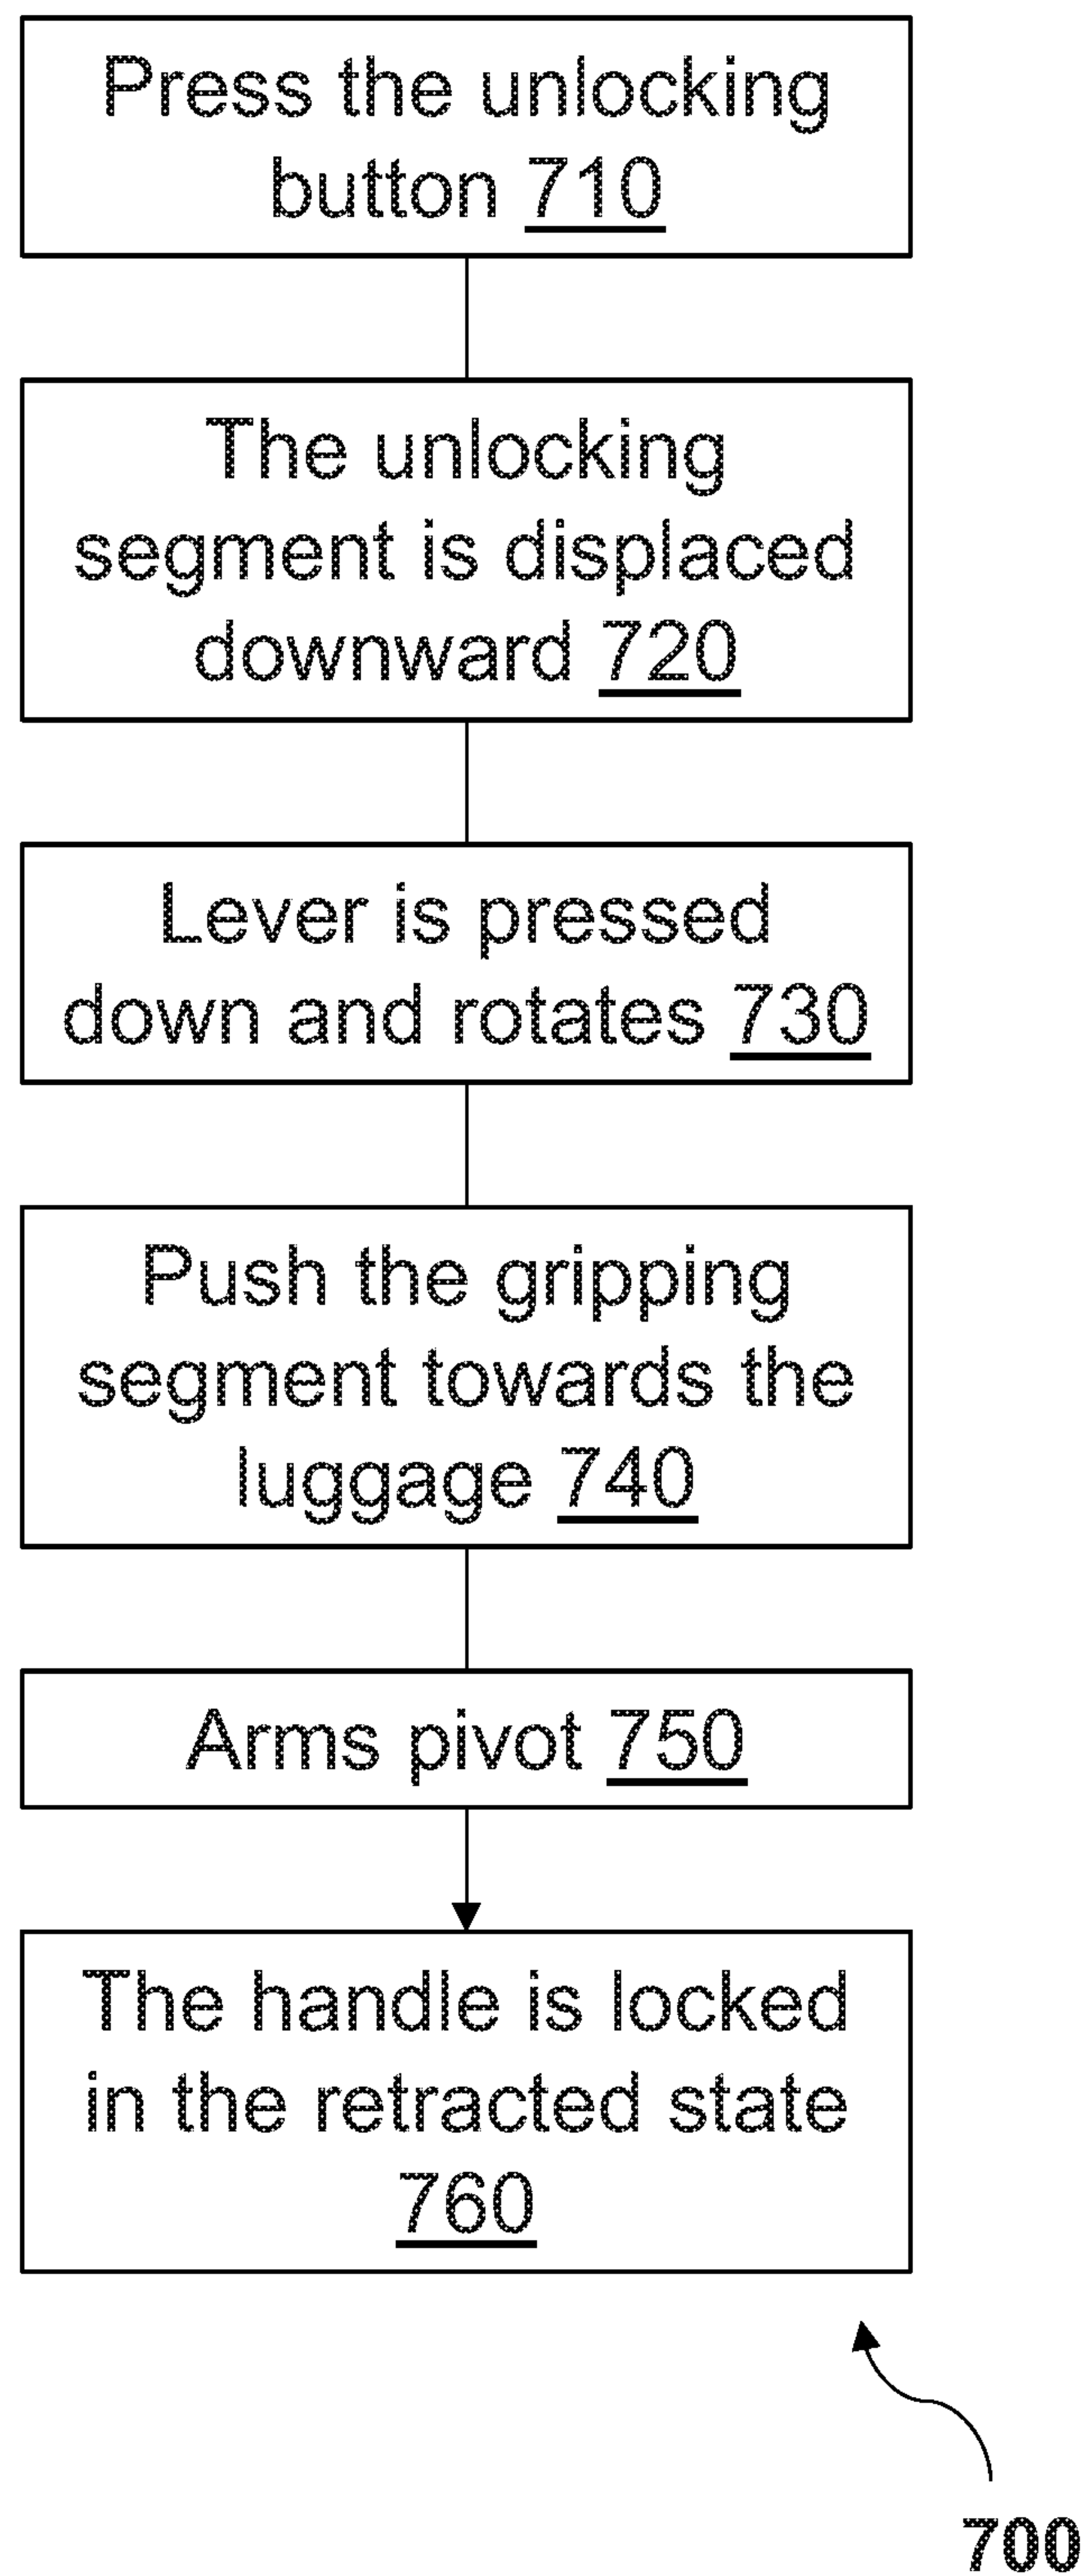 Press the unlocking
button 710
The unlocking
segment is displaced
downward 720
Lever is pressed
down and rotates 730
Push the gripping
segment towards the
luggage 740
Arms pivot 750
The handle is locked
in the retracted state
760
700